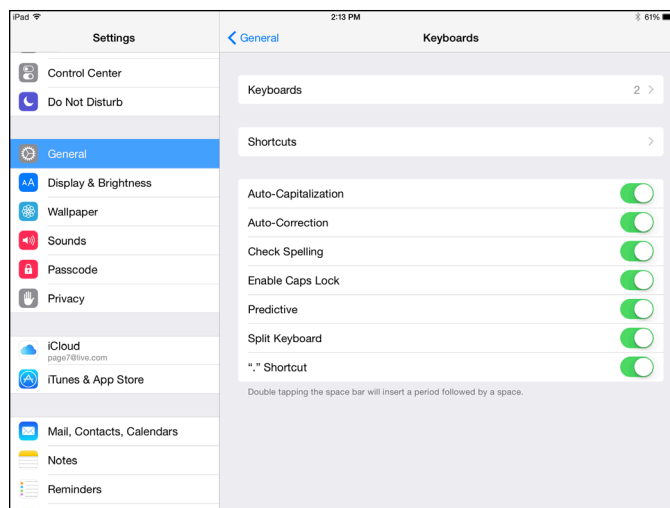 iPad 2:13 PM 61%
Settings
General Keyboards
Control Center
Do Not Disturb
General
Display & Brightness
Wallpaper
Sounds
Passcode
Privacy
iCloud
page7@live.com
iTunes & App Store
Mail, Contacts, Calendars
Notes
Reminders
Keyboards 2
Shortcuts
Auto-Capitalization
Auto-Correction
Check Spelling
Enable Caps Lock
Predictive
Split Keyboard
“.” Shortcut
Double tapping the space bar will insert a period followed by a space.